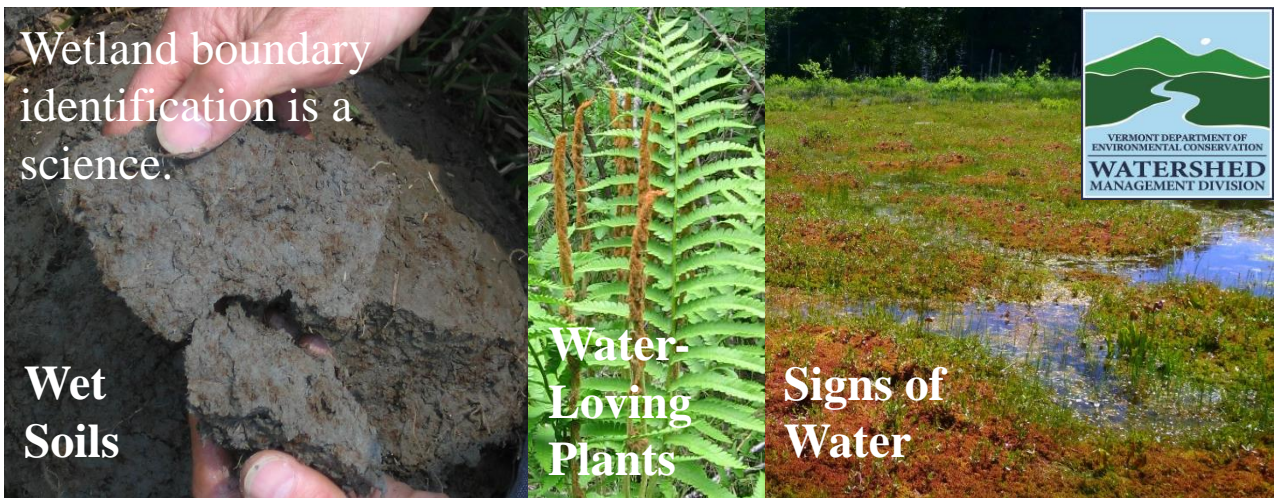 Wetland boundary
identification is a
science.
Wet
Soils
Water-
Loving
Plants
Signs of
Water
VERMONT DEPARTMENT OF
ENVIRONMENTAL CONSERVATION
WATERSHED
MANAGEMENT DIVISION